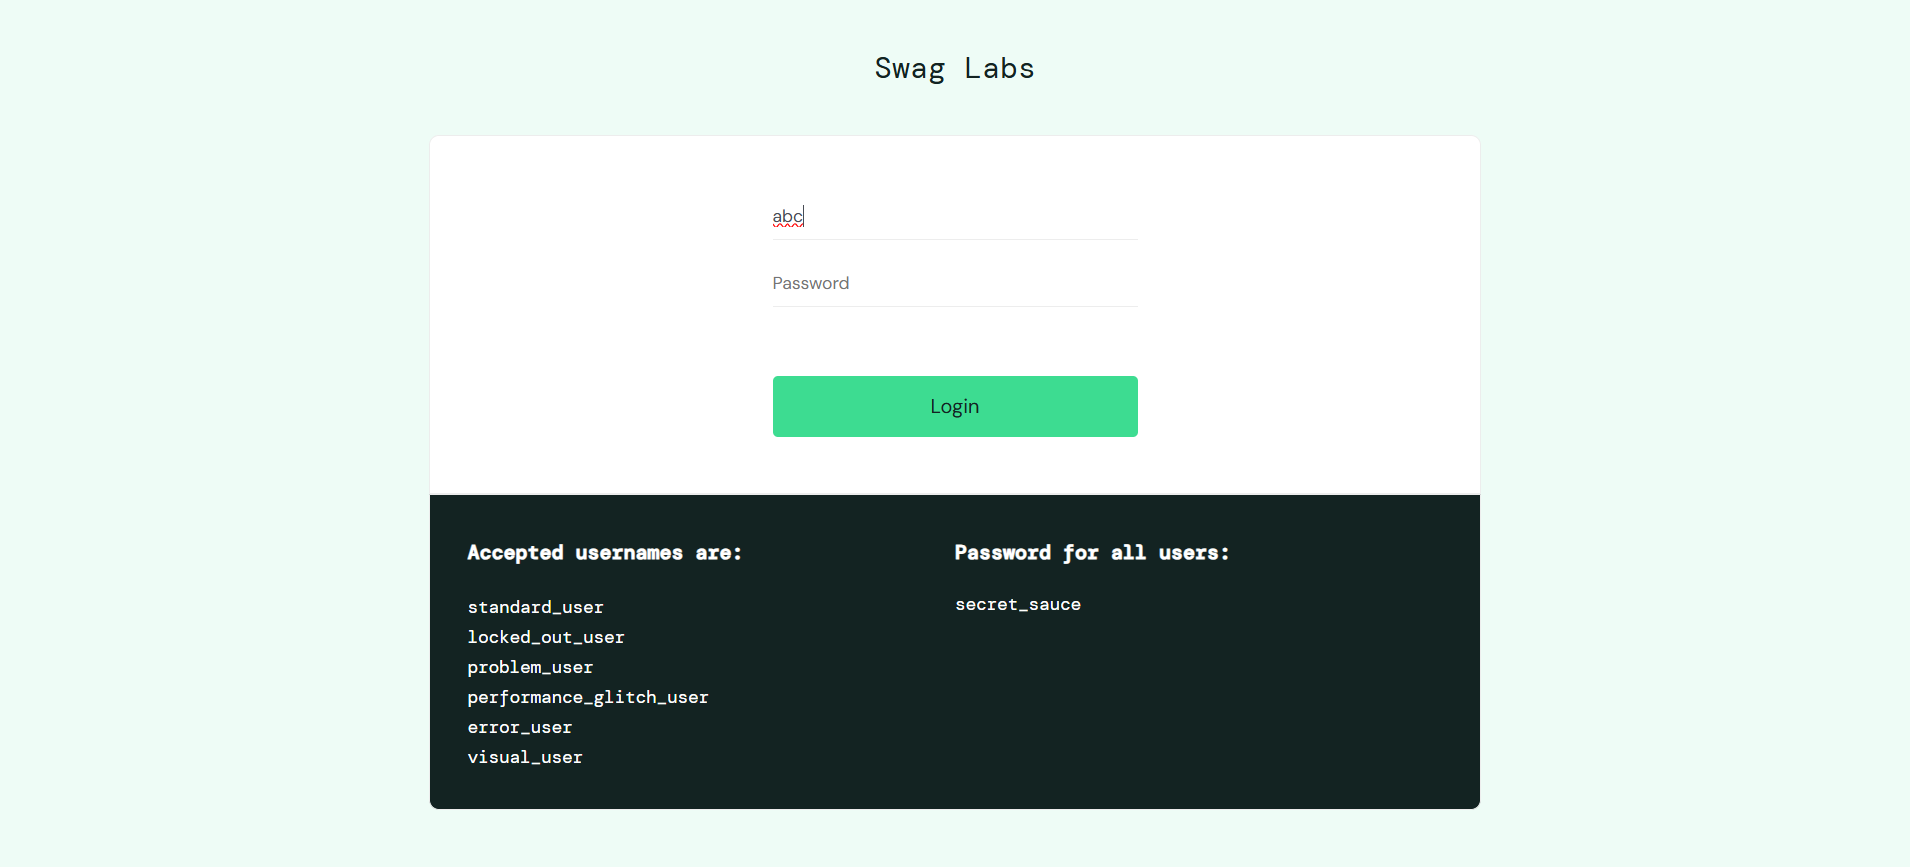 Swag Labs
abc
Password
Login
Accepted usernames are:
standard_user
locked_out_user
problem_user
performance_glitch_user
error_user
visual_user
Password for all users:
secret_sauce